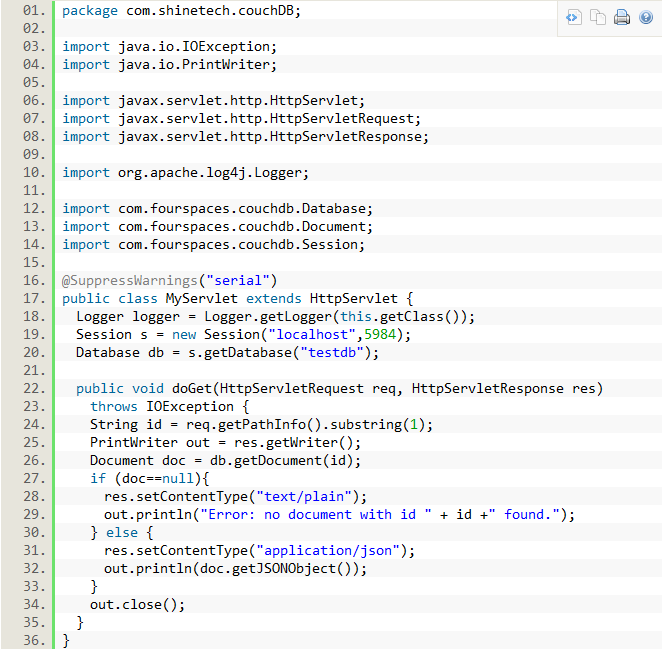 01. package com.shinetech.couchDB;
02.
03. import java.io.IOException;
04. import java.io.PrintWriter;
05.
06. import javax.servlet.http.HttpServlet;
07. import javax.servlet.http.HttpServletRequest;
08. import javax.servlet.http.HttpServletResponse;
09.
10. import org.apache.log4j.Logger;
11.
12. import com.fourspaces.couchdb.Database;
13. import com.fourspaces.couchdb.Document;
14. import com.fourspaces.couchdb.Session;
15.
16. @SuppressWarnings("serial")
17. public class MyServlet extends HttpServlet {
18.   Logger logger = Logger.getLogger(this.getClass());
19.   Session s = new Session("localhost",5984);
20.   Database db = s.getDatabase("testdb");
21.
22.   public void doGet(HttpServletRequest req, HttpServletResponse res)
23.     throws IOException {
24.     String id = req.getPathInfo().substring(1);
25.     PrintWriter out = res.getWriter();
26.     Document doc = db.getDocument(id);
27.     if (doc==null){
28.       res.setContentType("text/plain");
29.       out.println("Error: no document with id " + id +" found.");
30.     } else {
31.       res.setContentType("application/json");
32.       out.println(doc.getJSONObject());
33.     }
34.     out.close();
35.   }
36. }